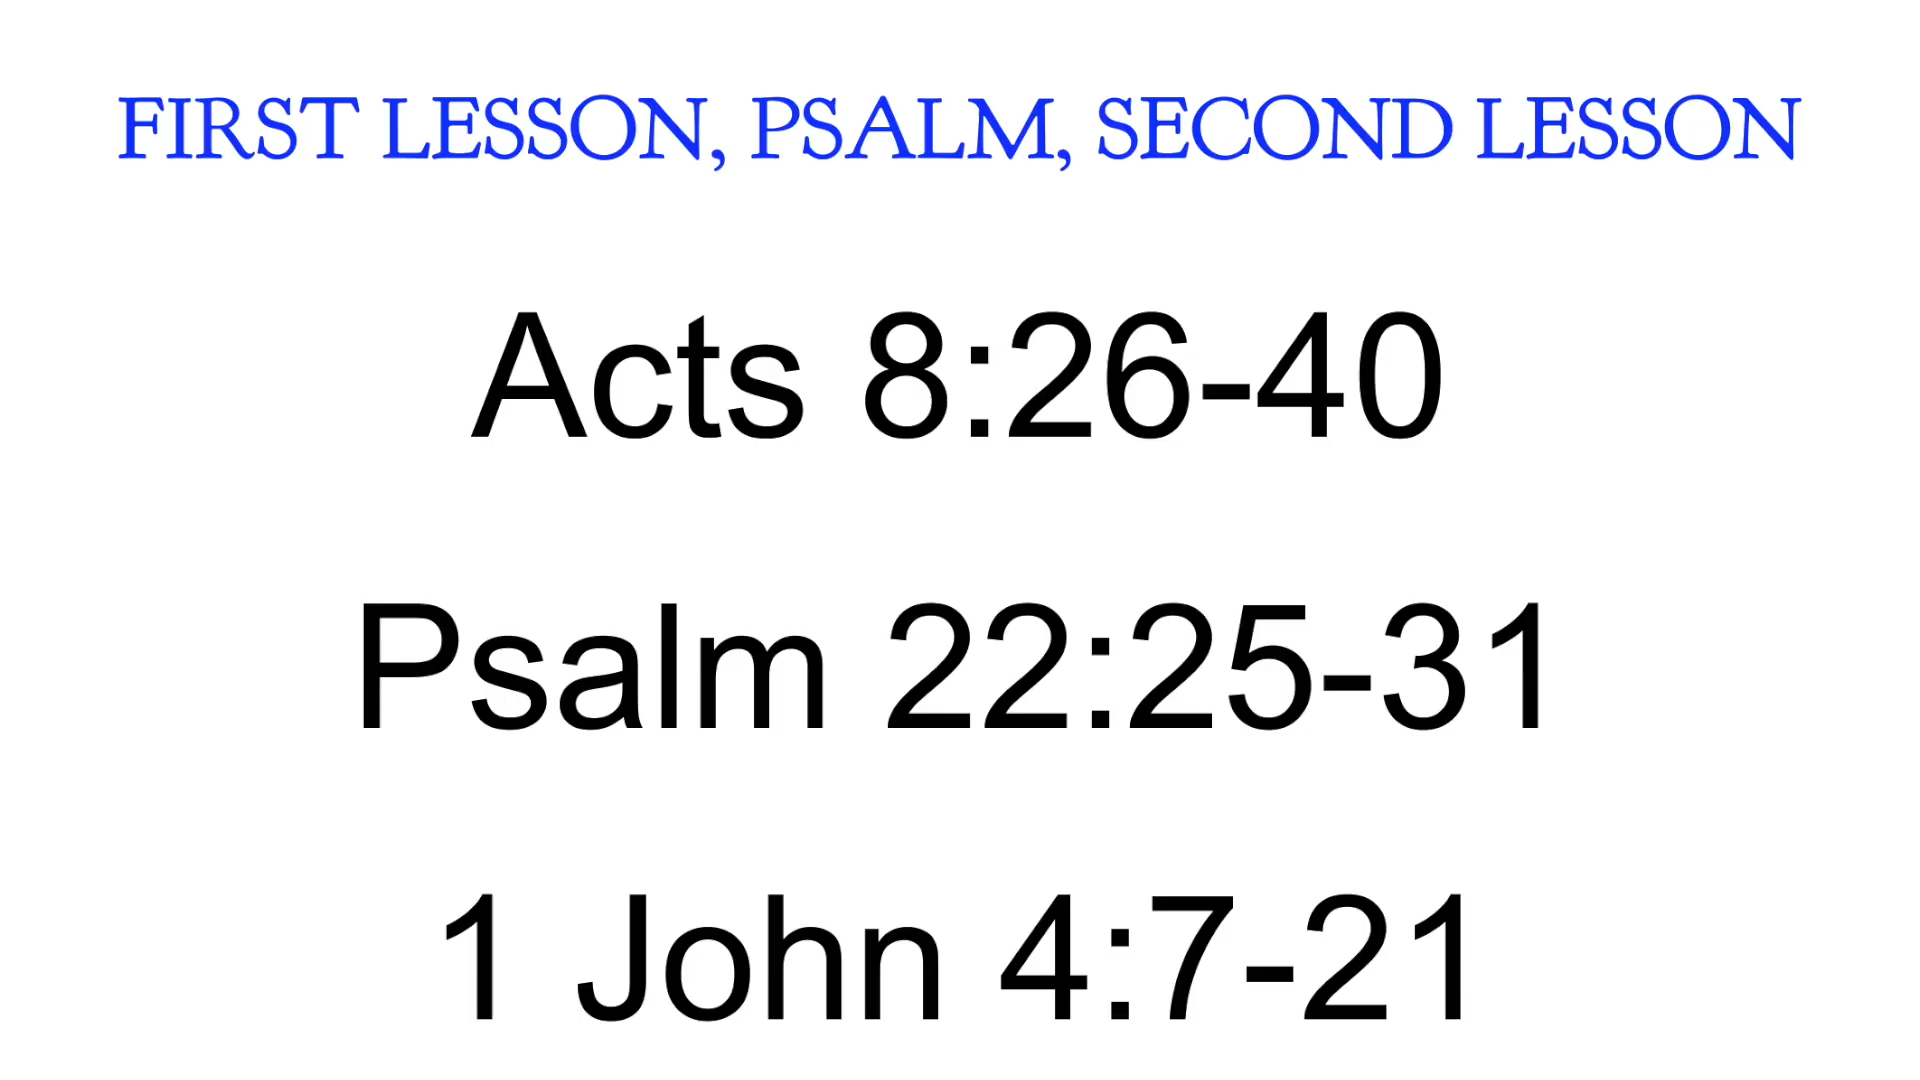 FIRST LESSON, PSALM, SECOND LESSON
Acts 8:26-40
Psalm 22:25-31
1 John 4:7-21